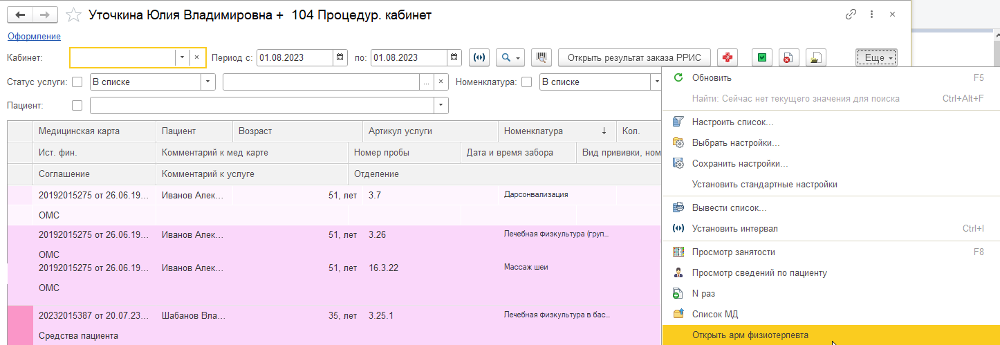 Уточкина Юлия Владимировна +  104 Процедур. кабинет
Оформление
Кабинет: Период с: 01.08.2023 по: 01.08.2023 Открыть результат заказа РРИС Еще
Статус услуги: В списке ... Номенклатура: В списке
Пациент:
Медицинская карта Пациент Возраст Артикул услуги Номенклатура Кол.
Ист. фин. Комментарий к мед карте Номер пробы Дата и время забора Вид прививки, ном
Соглашение Комментарий к услуге Отделение
20192015275 от 26.06.19... Иванов Алек... 51, лет 3.7 Дарсонвализация
ОМС
20192015275 от 26.06.19... Иванов Алек... 51, лет 3.26 Лечебная физкультура (груп...
ОМС
20192015275 от 26.06.19... Иванов Алек... 51, лет 16.3.22 Массаж шеи
ОМС
20232015387 от 20.07.23... Шабанов Вла... 35, лет 3.25.1 Лечебная физкультура в бас...
Средства пациента
Обновить F5
Найти: Сейчас нет текущего значения для поиска Ctrl+Alt+F
Настроить список...
Выбрать настройки...
Сохранить настройки...
Установить стандартные настройки
Вывести список...
Установить интервал Ctrl+I
Просмотр занятости F8
Просмотр сведений по пациенту
N раз
Список МД
Открыть арм физиотерпевта